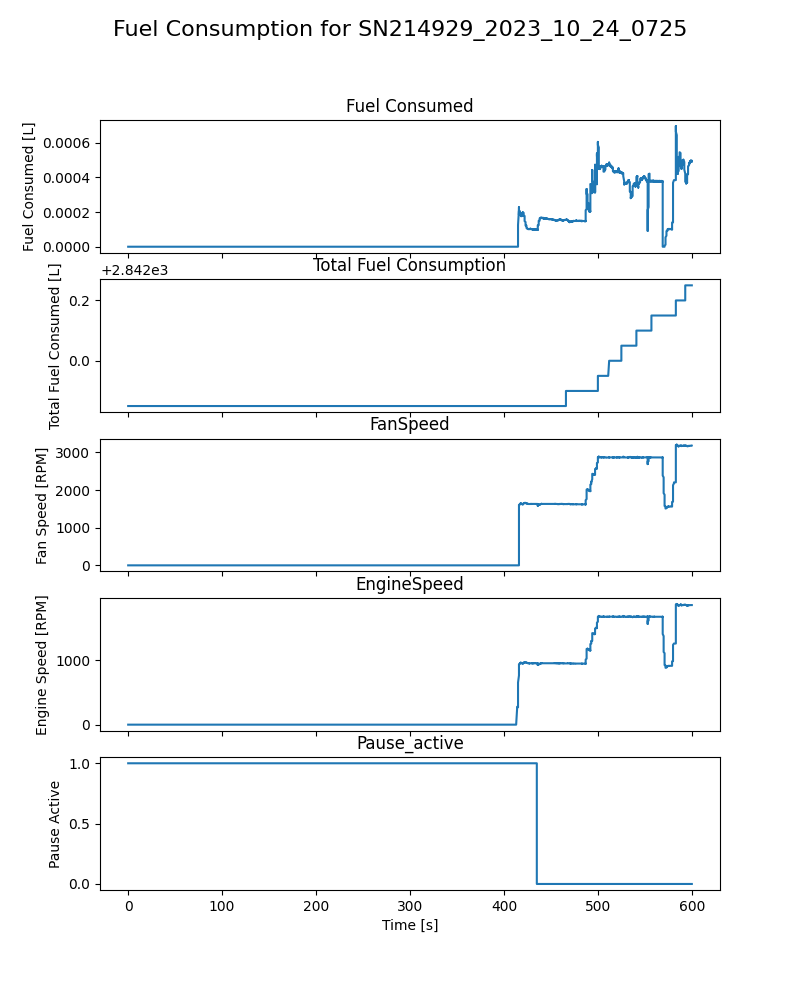 Fuel Consumption for SN214929_2023_10_24_0725
Fuel Consumed
Fuel Consumed [L]
0.0006
0.0004
0.0002
0.0000
+2.842e3
Total Fuel Consumption
Total Fuel Consumed [L]
0.2
0.0
FanSpeed
Fan Speed [RPM]
3000
2000
1000
0
EngineSpeed
Engine Speed [RPM]
1000
0
Pause_active
Pause Active
1.0
0.5
0.0
0 100 200 300 400 500 600
Time [s]